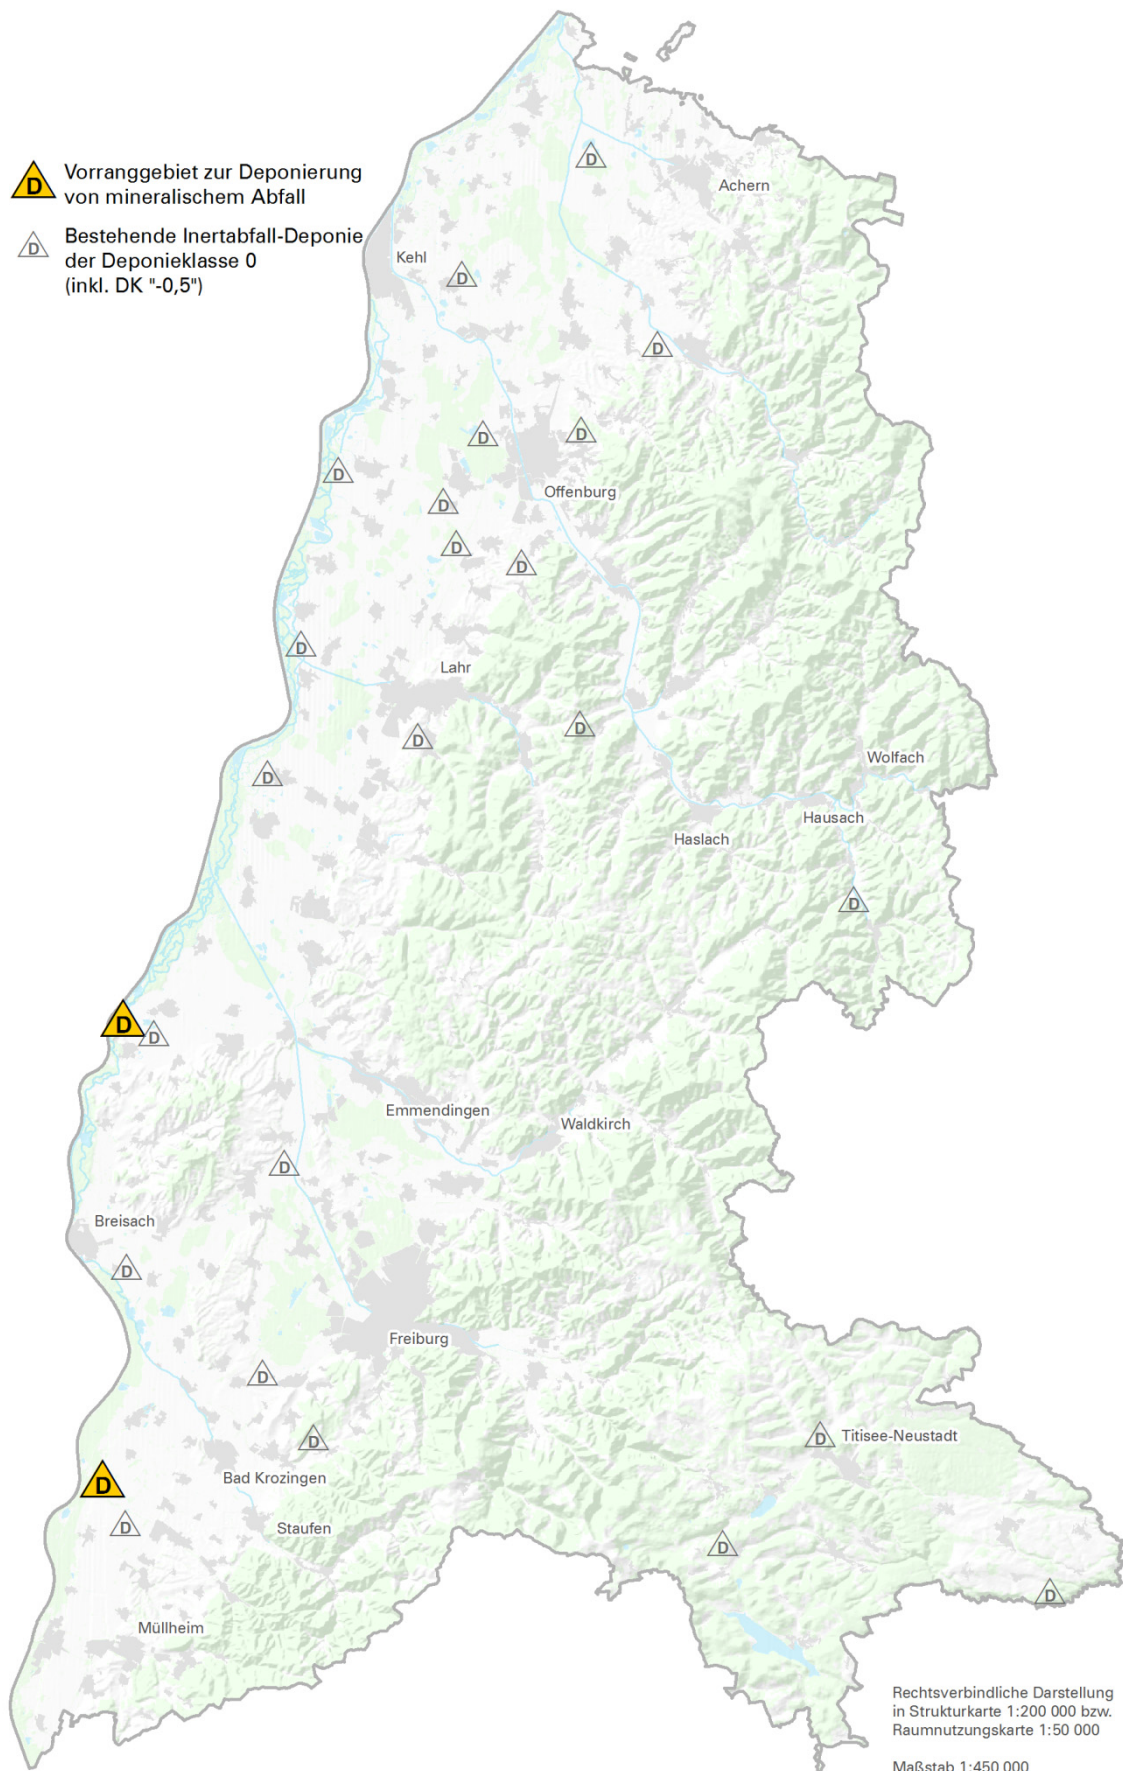 D Vorranggebiet zur Deponierung
von mineralischem Abfall
D Bestehende Inertabfall-Deponie
der Deponieklasse 0
(inkl. DK "-0,5")
D
Achern
Kehl
D
D
D
D
D
Offenburg
D
D
D
D
Lahr
D
D
Wolfach
D
Hausach
Haslach
D
D
D
Emmendingen
Waldkirch
D
Breisach
D
Freiburg
D
D
Titisee-Neustadt
D
Bad Krozingen
D
D
Staufen
D
D
Müllheim
Rechtsverbindliche Darstellung
in Strukturkarte 1:200 000 bzw.
Raumnutzungskarte 1:50 000
Maßstab 1:450 000